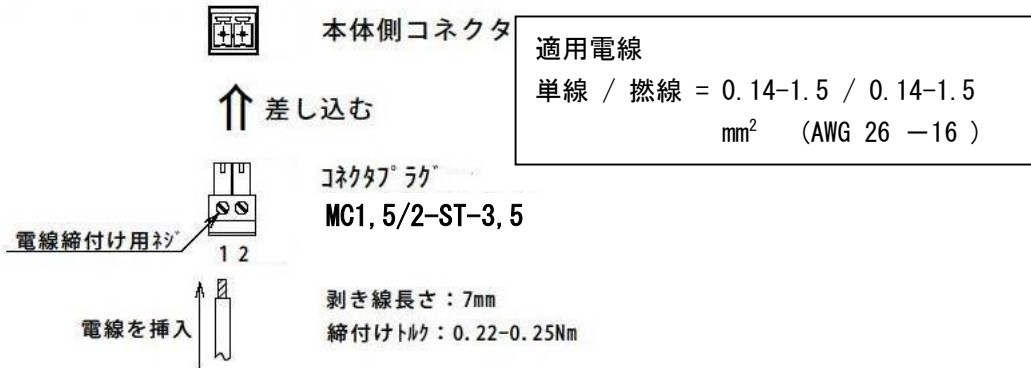 本体側コネクタ
適用電線
単線 / 撚線 = 0.14-1.5 / 0.14-1.5
mm² (AWG 26 －16 )
差し込む
ｺﾈｸﾀﾌﾟﾗｸﾞ
MC1,5/2-ST-3,5
電線締付け用ﾈｼﾞ
1 2
剥き線長さ：7mm
電線を挿入
締付けﾄﾙｸ：0.22-0.25Nm